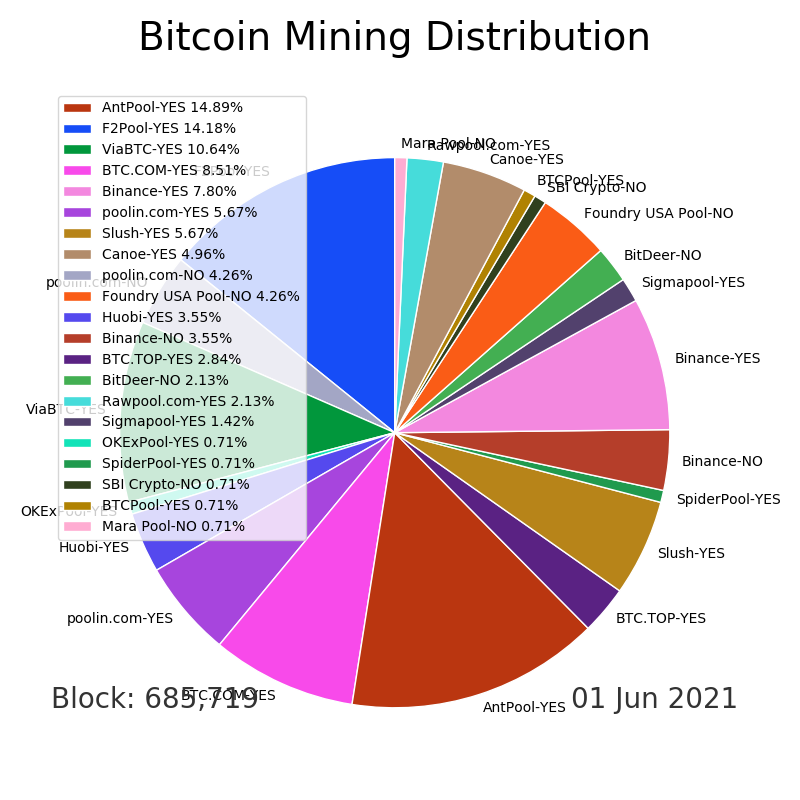 Bitcoin Mining Distribution
AntPool-YES 14.89%
F2Pool-YES 14.18%
ViaBTC-YES 10.64%
BTC.COM-YES 8.51%
Binance-YES 7.80%
poolin.com-YES 5.67%
Slush-YES 5.67%
Canoe-YES 4.96%
poolin.com-NO 4.26%
Foundry USA Pool-NO 4.26%
Huobi-YES 3.55%
Binance-NO 3.55%
BTC.TOP-YES 2.84%
BitDeer-NO 2.13%
Rawpool.com-YES 2.13%
Sigmapool-YES 1.42%
OKExPool-YES 0.71%
SpiderPool-YES 0.71%
SBI Crypto-NO 0.71%
BTCPool-YES 0.71%
Mara Pool-NO 0.71%
Mara Pool-NO
Rawpool.com-YES
Canoe-YES
BTCPool-YES
SBI Crypto-NO
Foundry USA Pool-NO
BitDeer-NO
Sigmapool-YES
Binance-YES
Binance-NO
SpiderPool-YES
Slush-YES
BTC.TOP-YES
AntPool-YES
BTC.COM-YES
poolin.com-YES
Huobi-YES
OKExPool-YES
ViaBTC-YES
poolin.com-NO
F2Pool-YES
Block: 685,719
01 Jun 2021